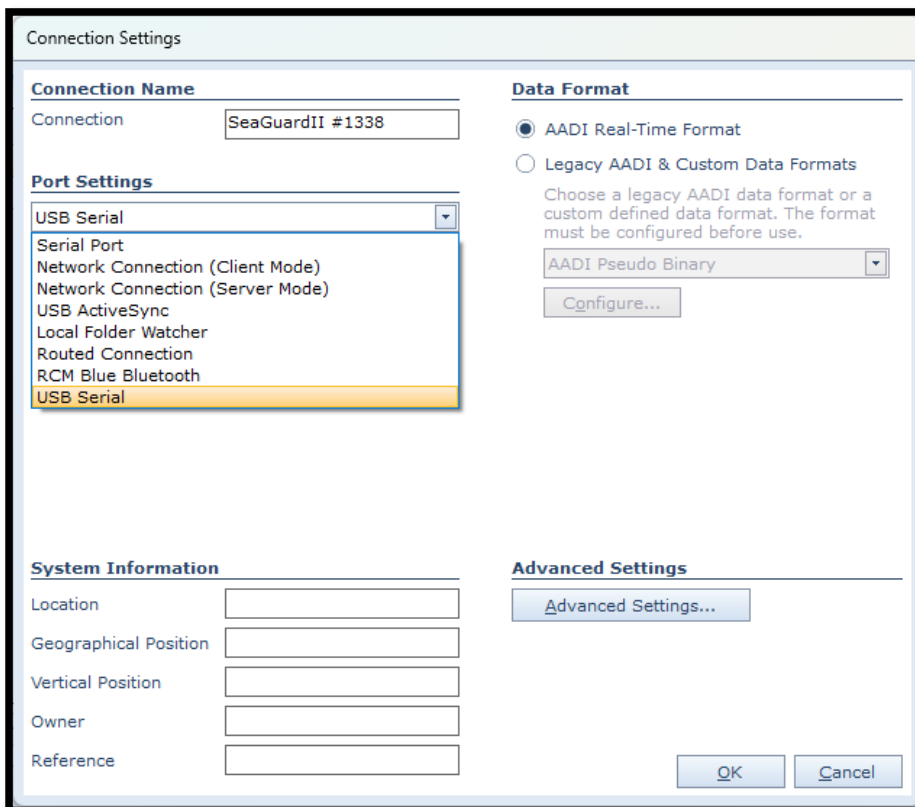 Connection Settings
Connection Name
Connection
SeaGuardII #1338
Port Settings
USB Serial
Serial Port
Network Connection (Client Mode)
Network Connection (Server Mode)
USB ActiveSync
Local Folder Watcher
Routed Connection
RCM Blue Bluetooth
USB Serial
Data Format
AADI Real-Time Format
Legacy AADI & Custom Data Formats
Choose a legacy AADI data format or a
custom defined data format. The format
must be configured before use.
AADI Pseudo Binary
Configure...
System Information
Location
Geographical Position
Vertical Position
Owner
Reference
Advanced Settings
Advanced Settings...
OK
Cancel